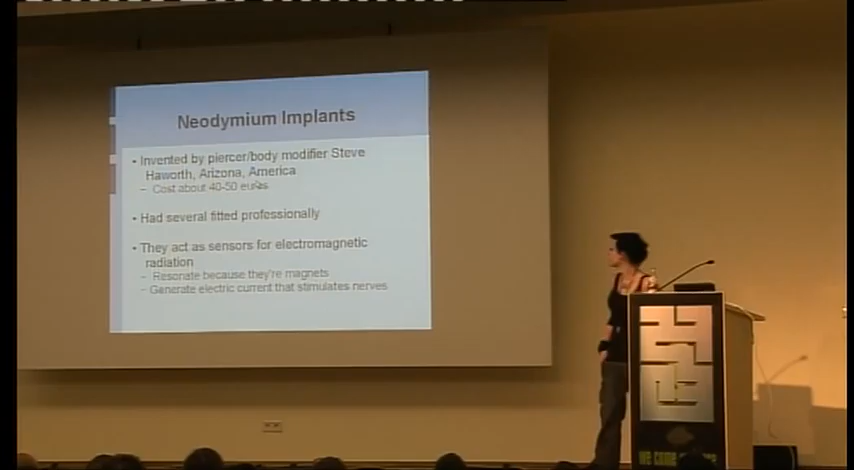 Neodymium Implants
• Invented by piercer/body modifier Steve
Haworth, Arizona, America
– Cost about 40-50 euros
• Had several fitted professionally
• They act as sensors for electromagnetic
radiation
– Resonate because they're magnets
– Generate electric current that stimulates nerves
WE COME